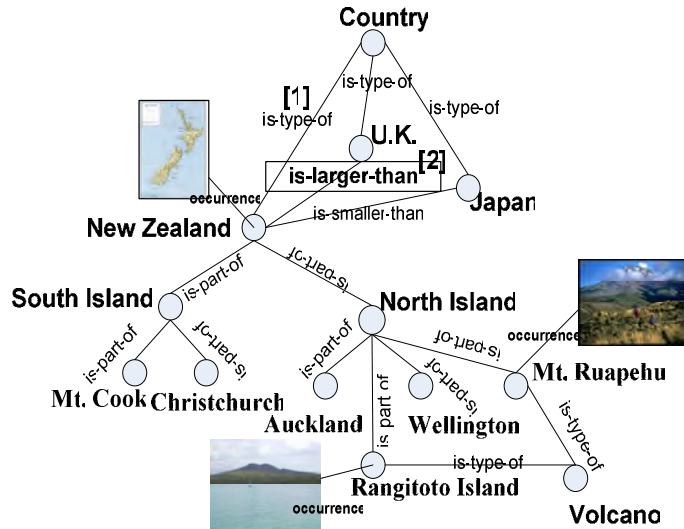 Country
[1]
is-type-of
is-type-of
is-type-of
U.K.
[2]
is-larger-than
occurrence
is-smaller-than
Japan
New Zealand
is-part-of
is-part-of
South Island
North Island
is-part-of
is-part-of
is-part-of
is-part-of
is-part-of
occurrence
Mt. Cook
Christchurch
Auckland
is part of
Wellington
Mt. Ruapehu
is-type-of
is-type-of
Rangitoto Island
occurrence
Volcano